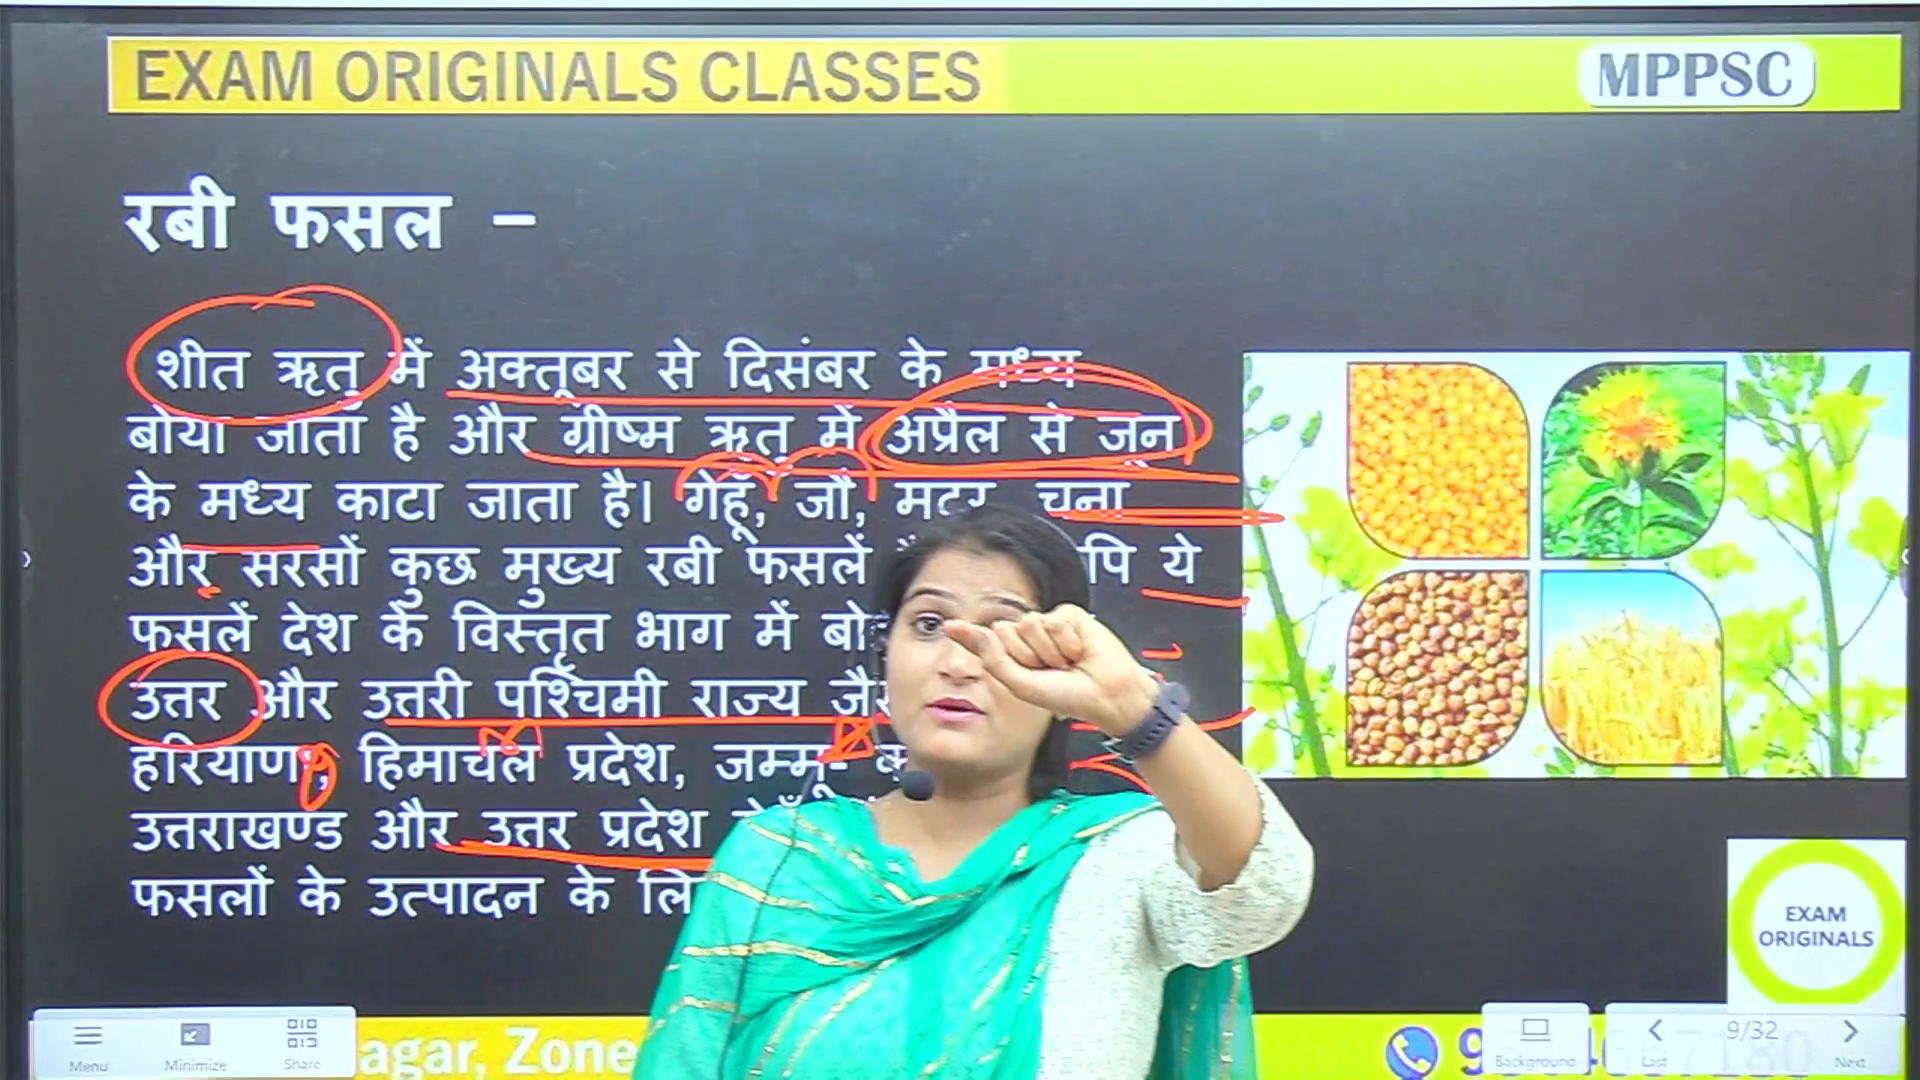 EXAM ORIGINALS CLASSES
MPPSC
रबी फसल -
शीत ऋतु में अक्तूबर से दिसंबर के मध्य
बोया जाता है और ग्रीष्म ऋतु में अप्रैल से जून
के मध्य काटा जाता है। गेहूँ, जौ, मटर चना
और सरसों कुछ मुख्य रबी फसलें ये
फसलें देश के विस्तृत भाग में
उत्तर और उत्तरी पश्चिमी राज्य
हरियाणा, हिमाचल प्रदेश, जम्मू-
उत्तराखण्ड और उत्तर प्रदेश
फसलों के उत्पादन के
EXAM
ORIGINALS
Menu
Minimize
Share
Zone
Background
Last
9/32
Next